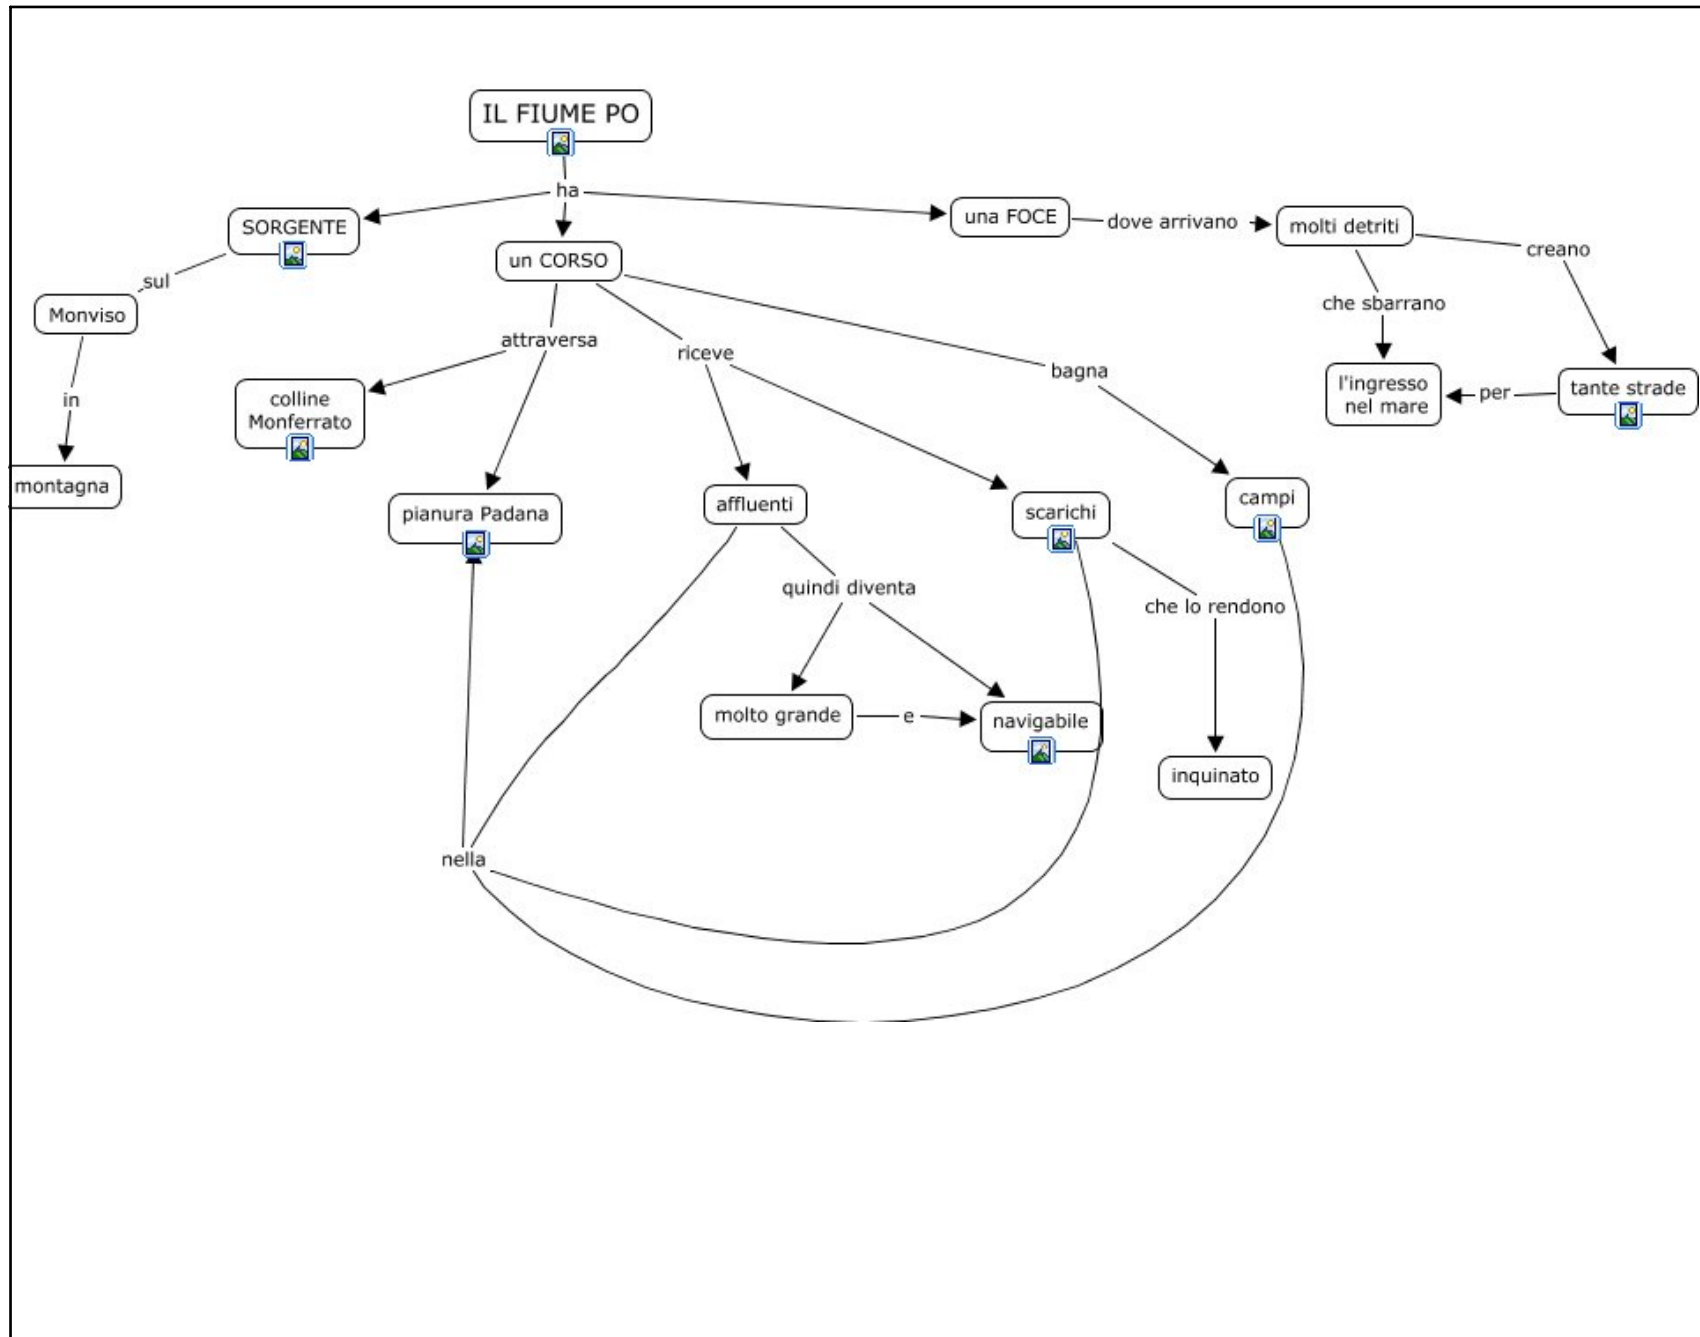 IL FIUME PO
ha
SORGENTE
una FOCE
dove arrivano
molti detriti
creano
un CORSO
sul
Monviso
che sbarrano
attraversa
riceve
bagna
in
colline
Monferrato
l'ingresso
nel mare
per
tante strade
montagna
pianura Padana
affluenti
scarichi
campi
quindi diventa
che lo rendono
molto grande
e
navigabile
inquinato
nella